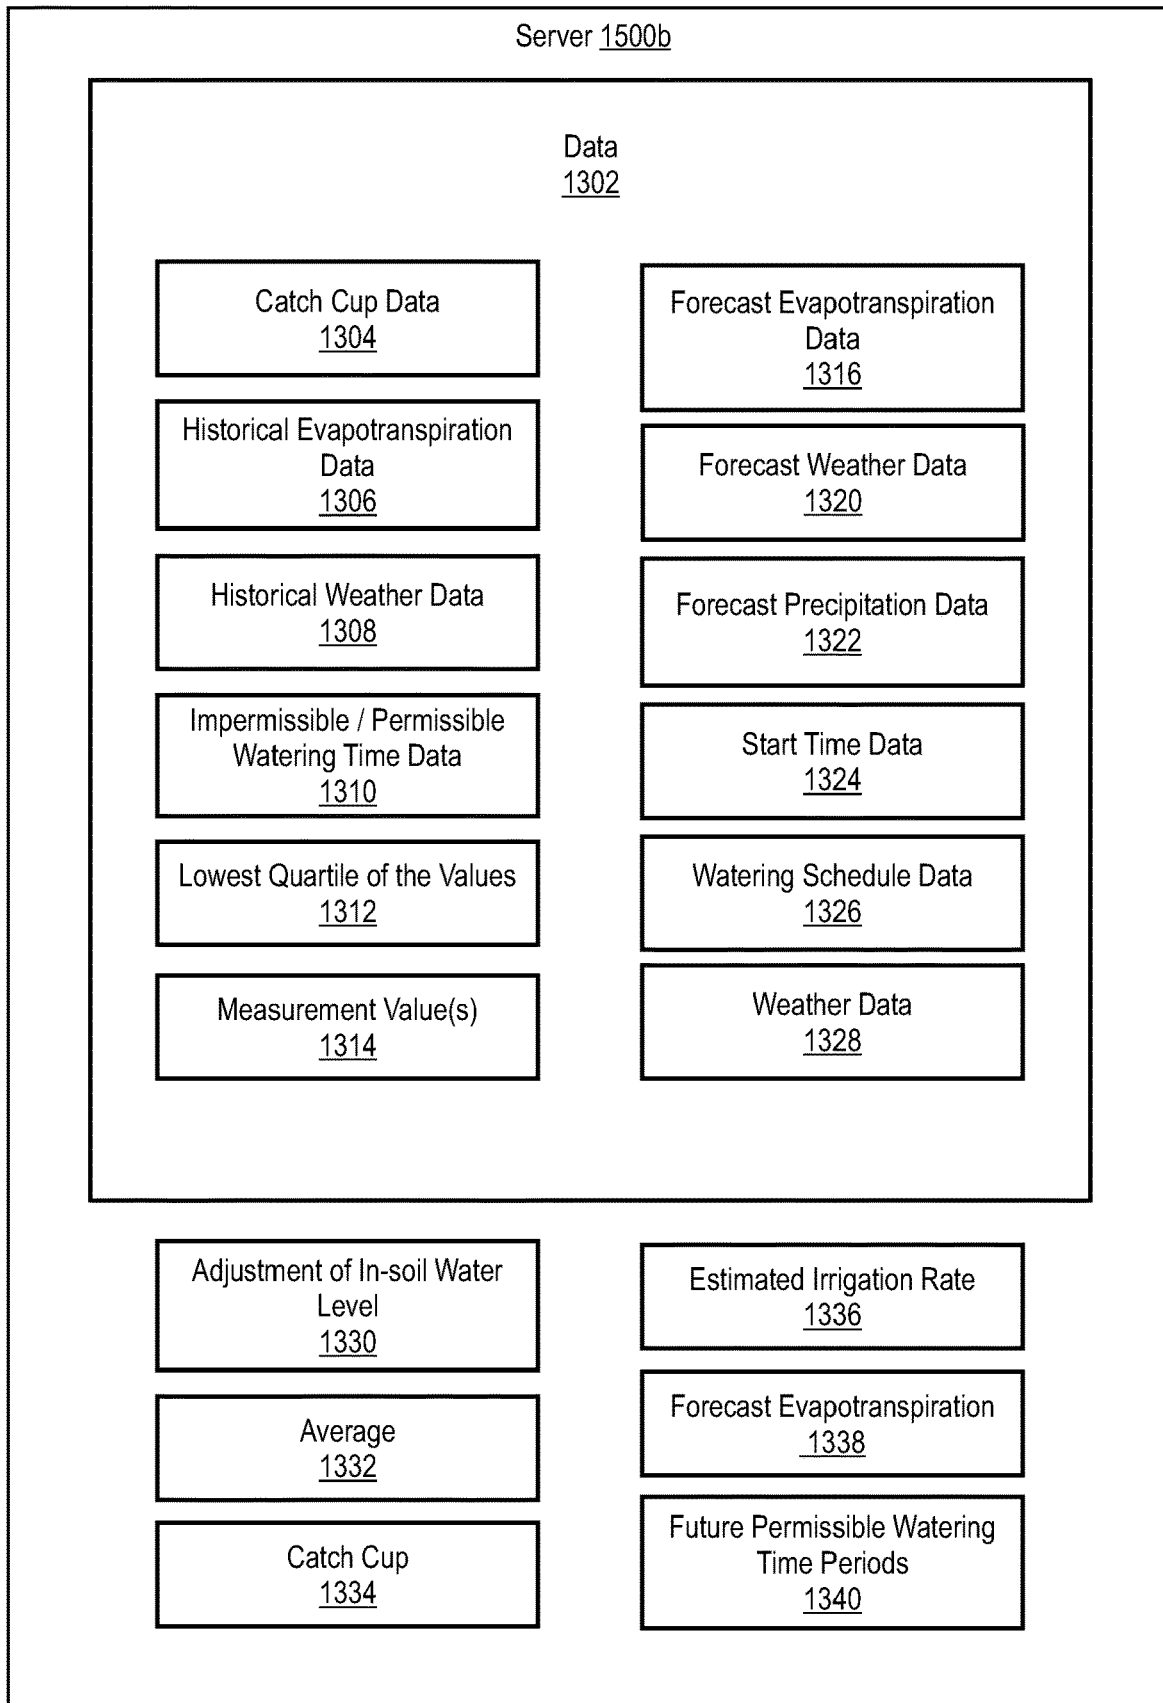 Server 1500b
Data
1302
Catch Cup Data
1304
Historical Evapotranspiration
Data
1306
Historical Weather Data
1308
Impermissible / Permissible
Watering Time Data
1310
Lowest Quartile of the Values
1312
Measurement Value(s)
1314
Forecast Evapotranspiration
Data
1316
Forecast Weather Data
1320
Forecast Precipitation Data
1322
Start Time Data
1324
Watering Schedule Data
1326
Weather Data
1328
Adjustment of In-soil Water
Level
1330
Average
1332
Catch Cup
1334
Estimated Irrigation Rate
1336
Forecast Evapotranspiration
1338
Future Permissible Watering
Time Periods
1340